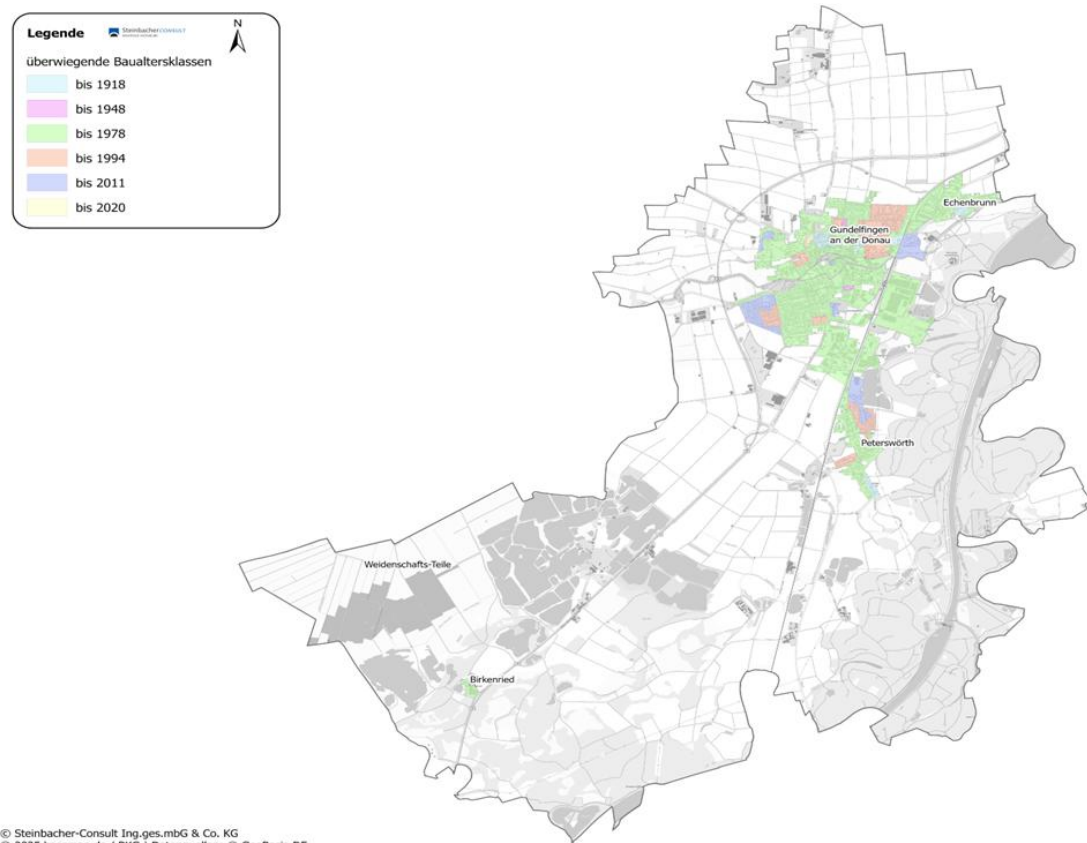 Legende
SteinbacherCONSULT
N
überwiegende Baualtersklassen
bis 1918
bis 1948
bis 1978
bis 1994
bis 2011
bis 2020
Echenbrunn
Gundelfingen
an der Donau
Peterswörth
Weidenschafts-Teile
Birkenried
© Steinbacher-Consult Ing.ges.mbG & Co. KG